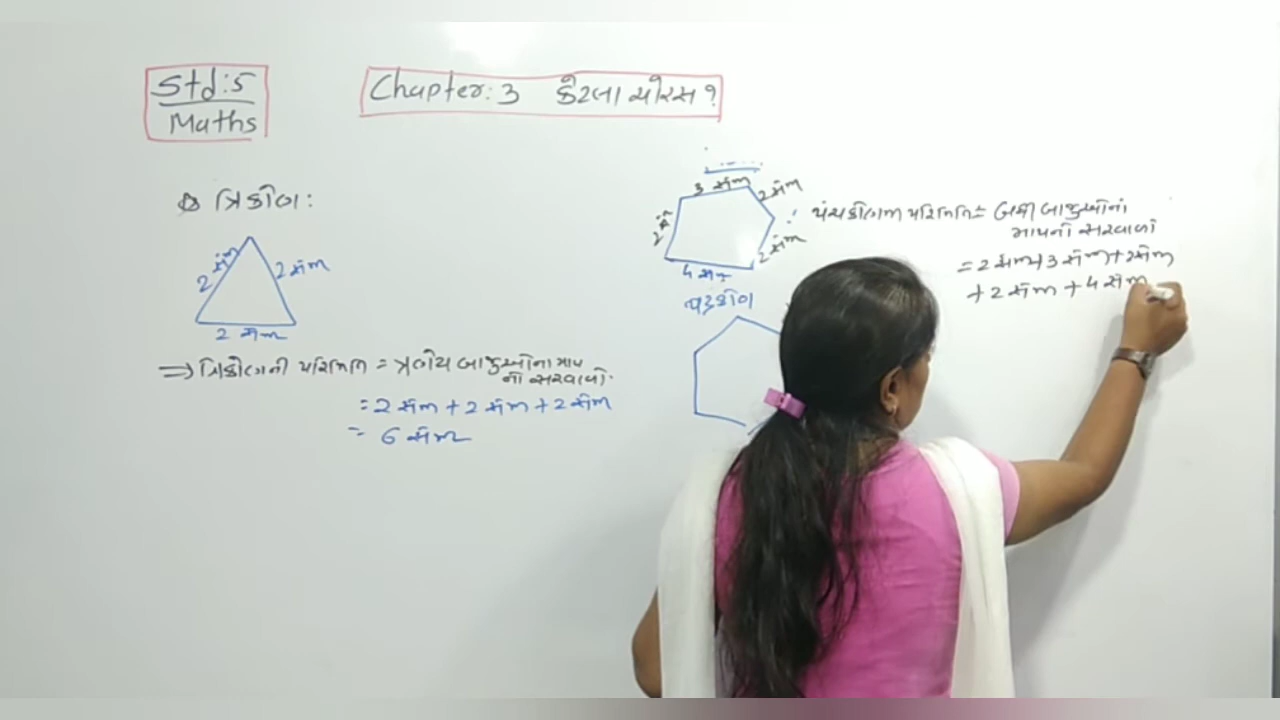 Std:5
Maths
Chapter: 3 કેટલા ચોરસ ?
ત્રિકોણ :
2 સેમ
2 સેમ
2 સેમ
⇒ ત્રિકોણની પરિમિતિ = ત્રણેય બાજુઓના માપ
નો સરવાળો.
= 2 સેમ + 2 સેમ + 2 સેમ
= 6 સેમ
3 સેમ
2 સેમ
2 સેમ
4 સેમ
ષટ્કોણ
પંચકોણની પરિમિતિ = બધી બાજુઓનાં
માપનો સરવાળો
= 2 સેમ + 3 સેમ + 2 સેમ
+ 2 સેમ + 4 સેમ